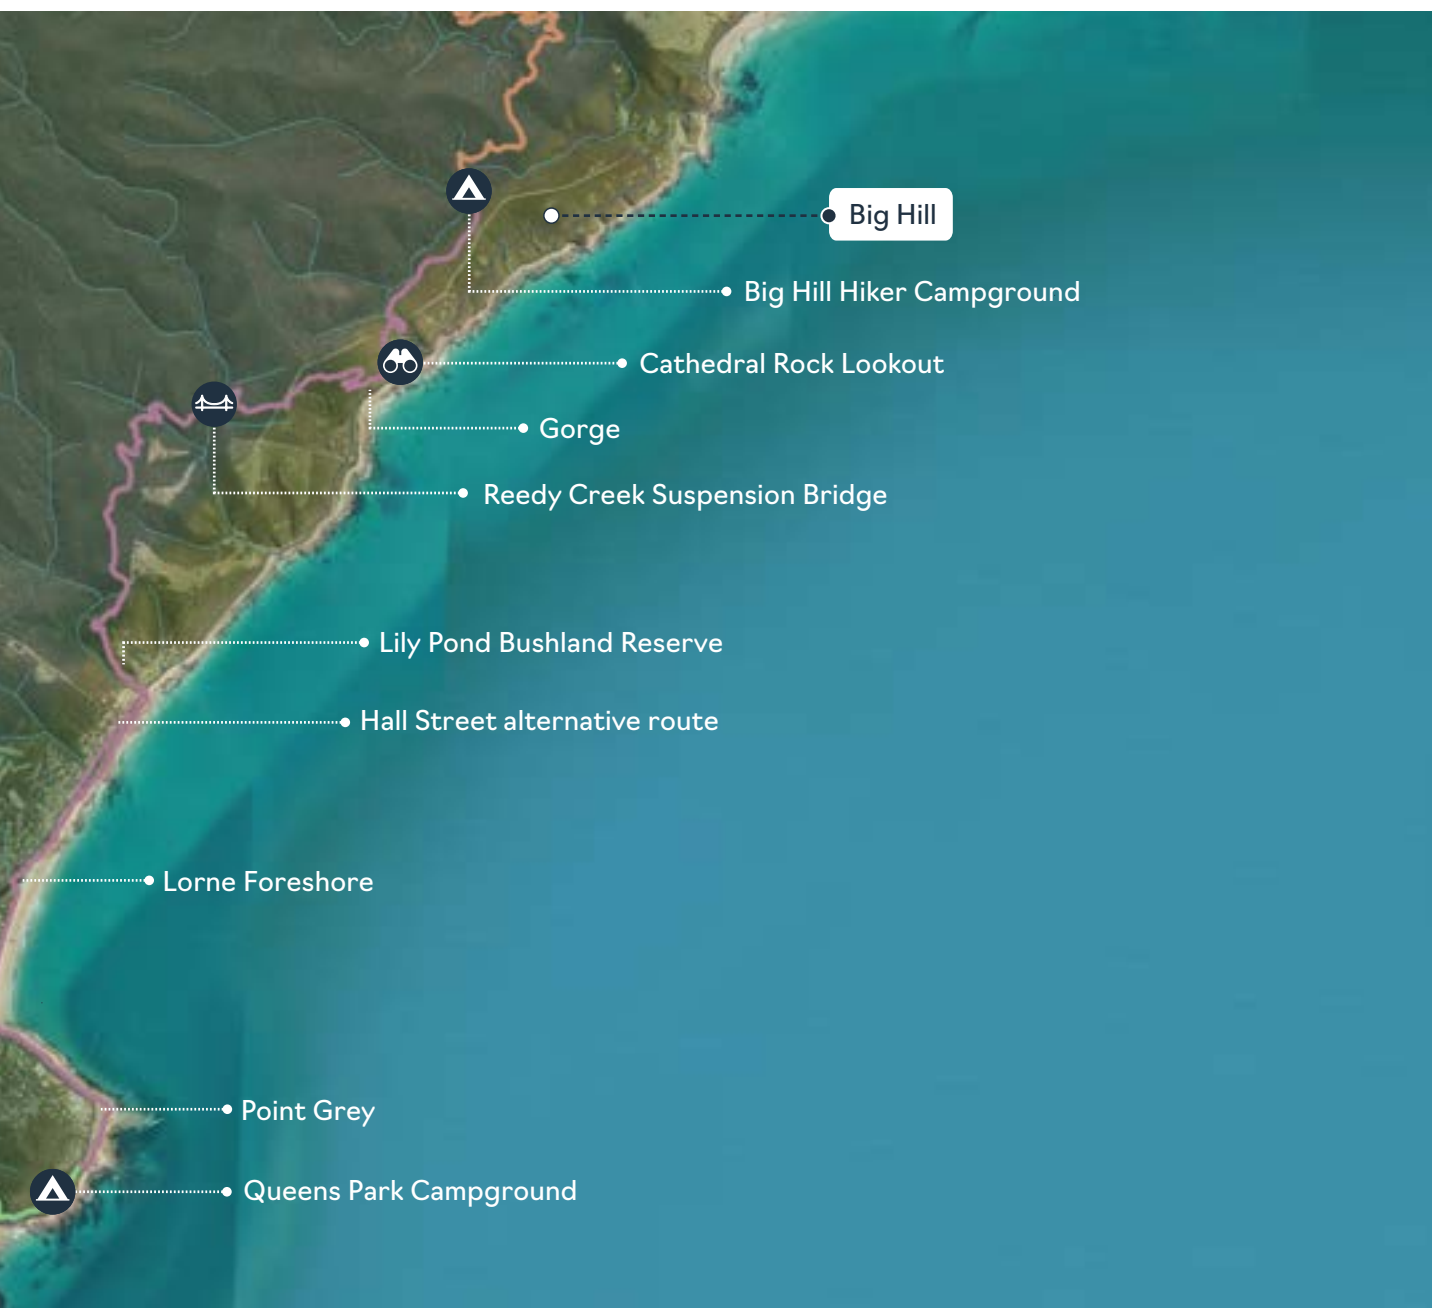 Big Hill
Big Hill Hiker Campground
Cathedral Rock Lookout
Gorge
Reedy Creek Suspension Bridge
Lily Pond Bushland Reserve
Hall Street alternative route
Lorne Foreshore
Point Grey
Queens Park Campground